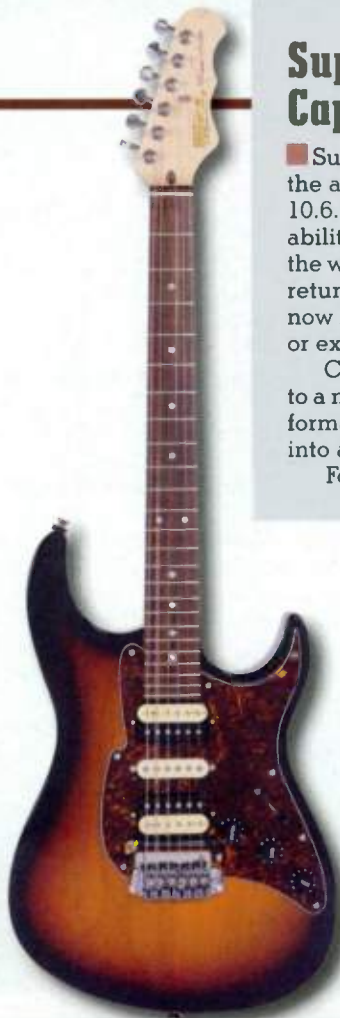 Sup
Cap
Su
the a
10.6.
abilit
the w
retur
now
or ex
C
to a n
form
into a
Fo